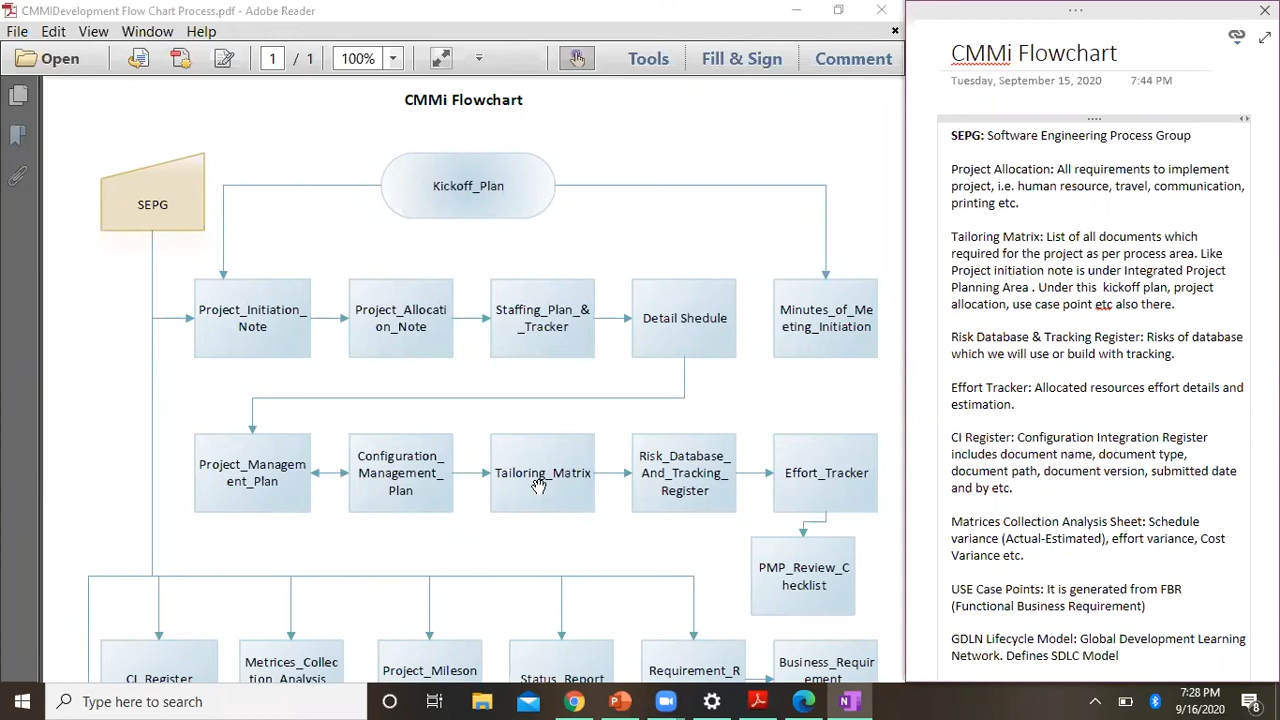 CMMIDevelopment Flow Chart Process.pdf - Adobe Reader
File Edit View Window Help
Open
1 / 1
100%
Tools
Fill & Sign
Comment
CMMi Flowchart
SEPG
Kickoff_Plan
Project_Initiation_
Note
Project_Allocati
on_Note
Staffing_Plan_&
_Tracker
Detail Shedule
Minutes_of_Me
eting_Initiation
Project_Managem
ent_Plan
Configuration_
Management_
Plan
Tailoring_Matrix
Risk_Database_
And_Tracking_
Register
Effort_Tracker
PMP_Review_C
hecklist
CI_Register
Metrices_Collec
tion_Analysis
Project_Mileson
Status_Report
Requirement_R
Business_Requir
ement
CMMi Flowchart
Tuesday, September 15, 2020 7:44 PM
SEPG: Software Engineering Process Group
Project Allocation: All requirements to implement
project, i.e. human resource, travel, communication,
printing etc.
Tailoring Matrix: List of all documents which
required for the project as per process area. Like
Project initiation note is under Integrated Project
Planning Area . Under this kickoff plan, project
allocation, use case point etc also there.
Risk Database & Tracking Register: Risks of database
which we will use or build with tracking.
Effort Tracker: Allocated resources effort details and
estimation.
CI Register: Configuration Integration Register
includes document name, document type,
document path, document version, submitted date
and by etc.
Matrices Collection Analysis Sheet: Schedule
variance (Actual-Estimated), effort variance, Cost
Variance etc.
USE Case Points: It is generated from FBR
(Functional Business Requirement)
GDLN Lifecycle Model: Global Development Learning
Network. Defines SDLC Model
Type here to search
7:28 PM
9/16/2020
8